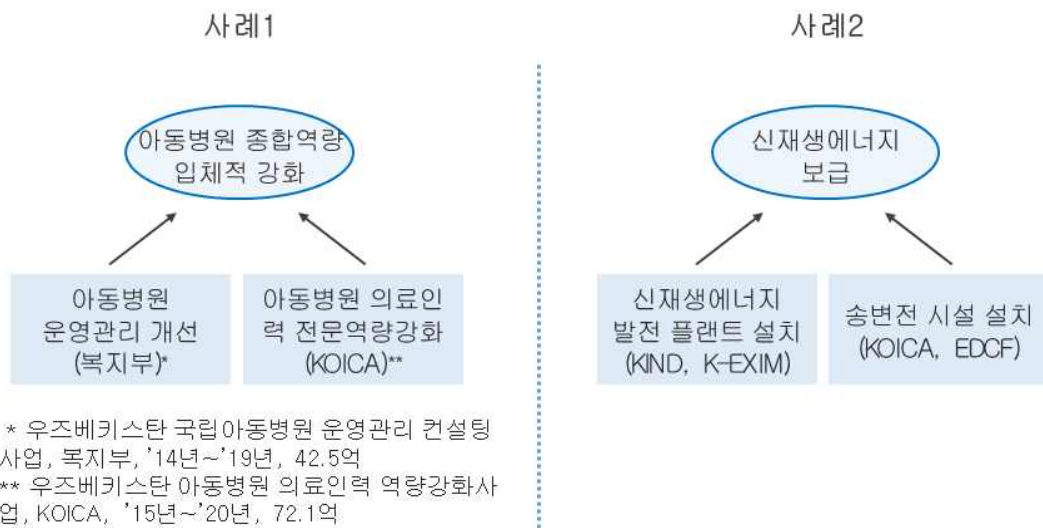 사례1
아동병원 종합역량
입체적 강화
아동병원
운영관리 개선
(복지부)*
아동병원 의료인
력 전문역량강화
(KOICA)**
* 우즈베키스탄 국립아동병원 운영관리 컨설팅
사업, 복지부, '14년~'19년, 42.5억
** 우즈베키스탄 아동병원 의료인력 역량강화사
업, KOICA, '15년~'20년, 72.1억
사례2
신재생에너지
보급
신재생에너지
발전 플랜트 설치
(KIND, K-EXIM)
송변전 시설 설치
(KOICA, EDCF)